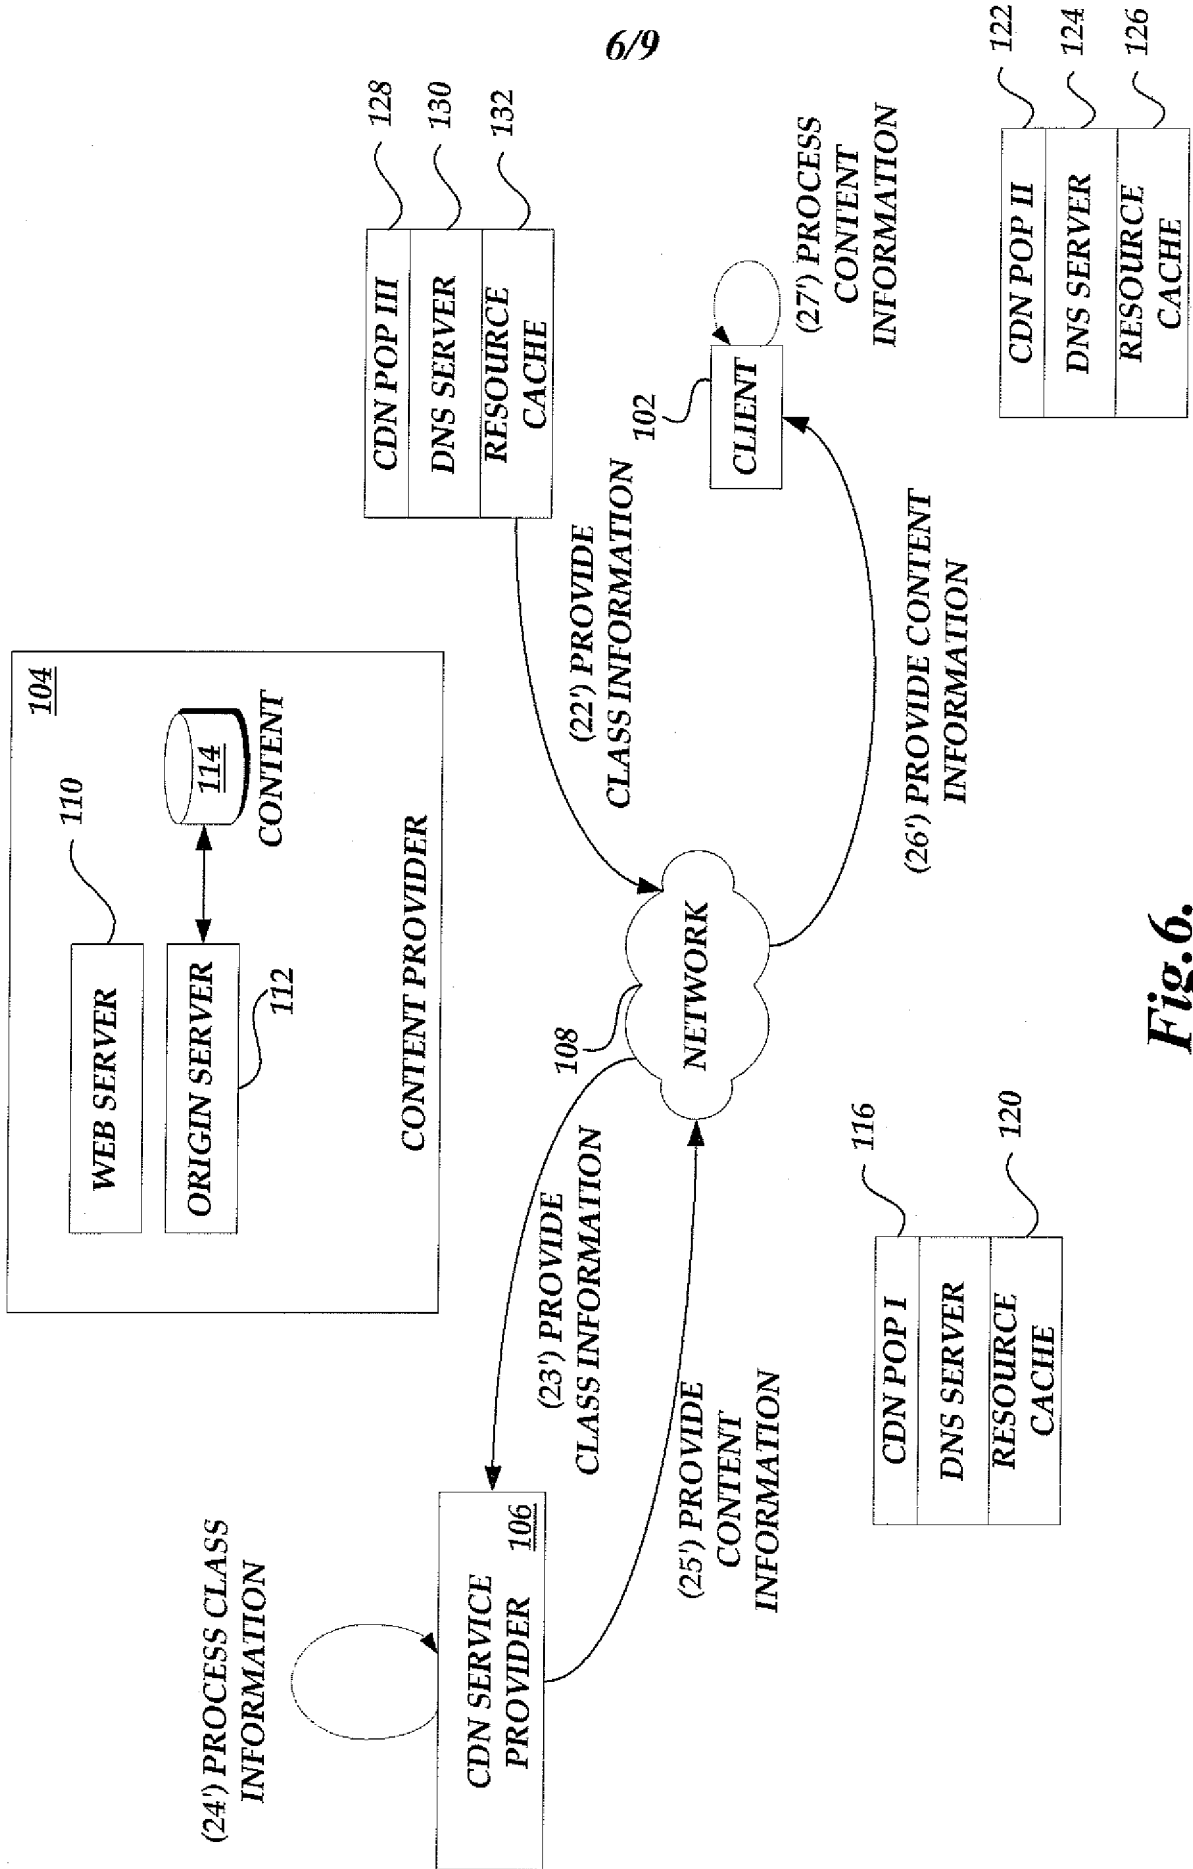 6/9
104
WEB SERVER
110
ORIGIN SERVER
112
114
CONTENT
CONTENT PROVIDER
CDN POP III
128
DNS SERVER
130
RESOURCE
CACHE
132
(24') PROCESS CLASS
INFORMATION
CDN SERVICE
PROVIDER
106
(23') PROVIDE
CLASS INFORMATION
(22') PROVIDE
CLASS INFORMATION
108
NETWORK
102
CLIENT
(27') PROCESS
CONTENT
INFORMATION
(25') PROVIDE
CONTENT
INFORMATION
(26') PROVIDE CONTENT
INFORMATION
CDN POP I
116
DNS SERVER
RESOURCE
CACHE
120
CDN POP II
122
DNS SERVER
124
RESOURCE
CACHE
126
Fig.6.